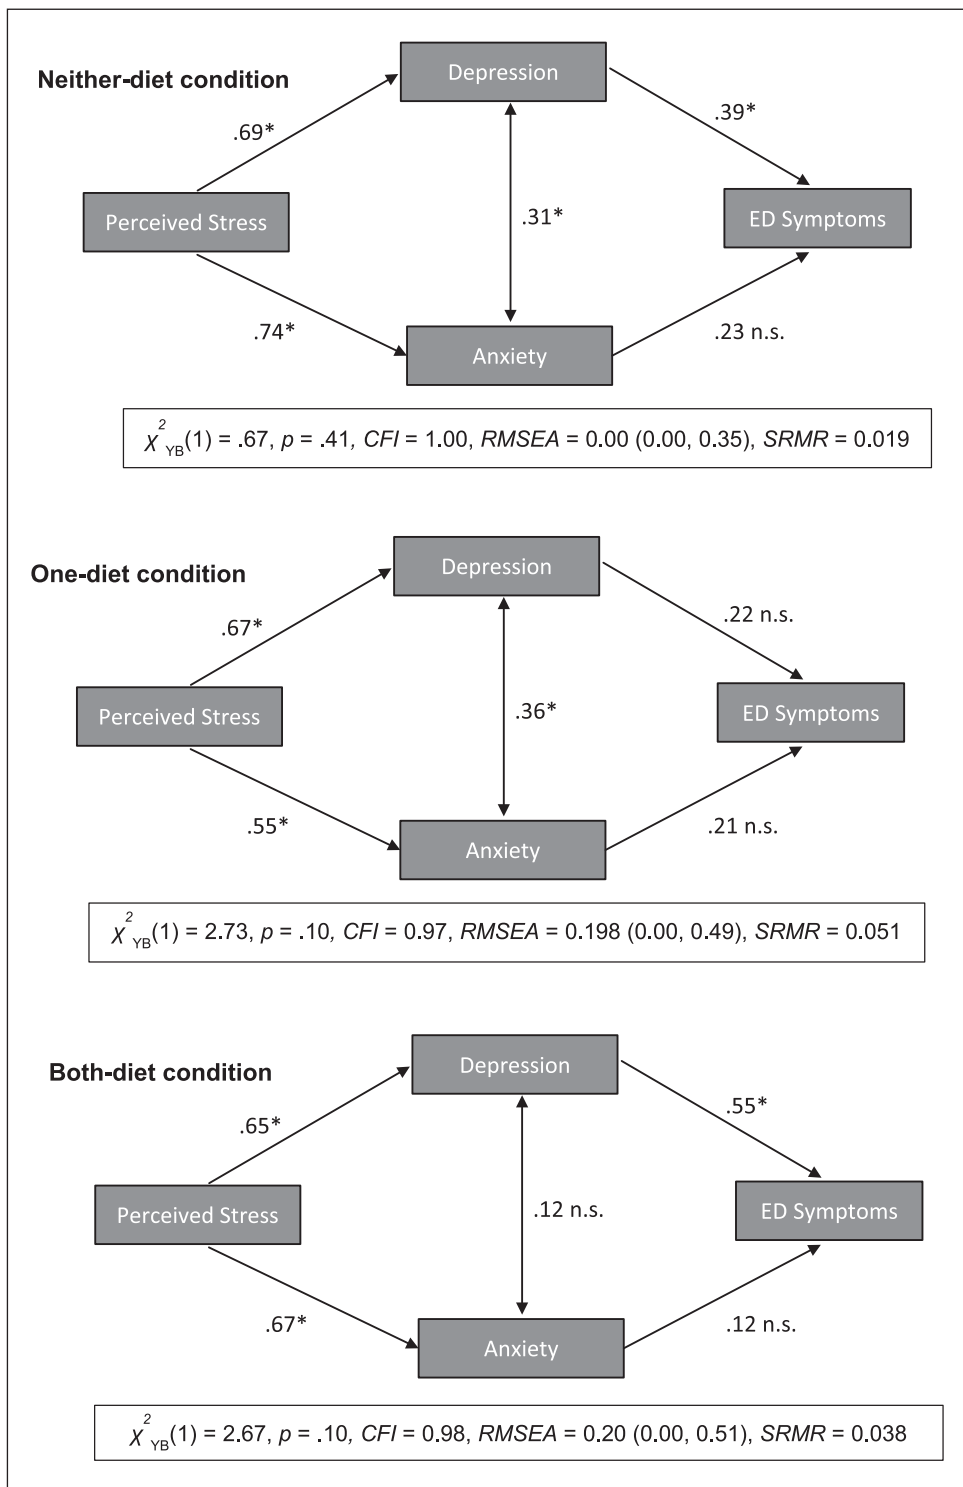 Neither-diet condition
Depression
.69*
.39*
Perceived Stress
.31*
ED Symptoms
.74*
Anxiety
.23 n.s.
χ²YB(1) = .67, p = .41, CFI = 1.00, RMSEA = 0.00 (0.00, 0.35), SRMR = 0.019
One-diet condition
Depression
.67*
.22 n.s.
Perceived Stress
.36*
ED Symptoms
.55*
Anxiety
.21 n.s.
χ²YB(1) = 2.73, p = .10, CFI = 0.97, RMSEA = 0.198 (0.00, 0.49), SRMR = 0.051
Both-diet condition
Depression
.65*
.55*
Perceived Stress
.12 n.s.
ED Symptoms
.67*
Anxiety
.12 n.s.
χ²YB(1) = 2.67, p = .10, CFI = 0.98, RMSEA = 0.20 (0.00, 0.51), SRMR = 0.038